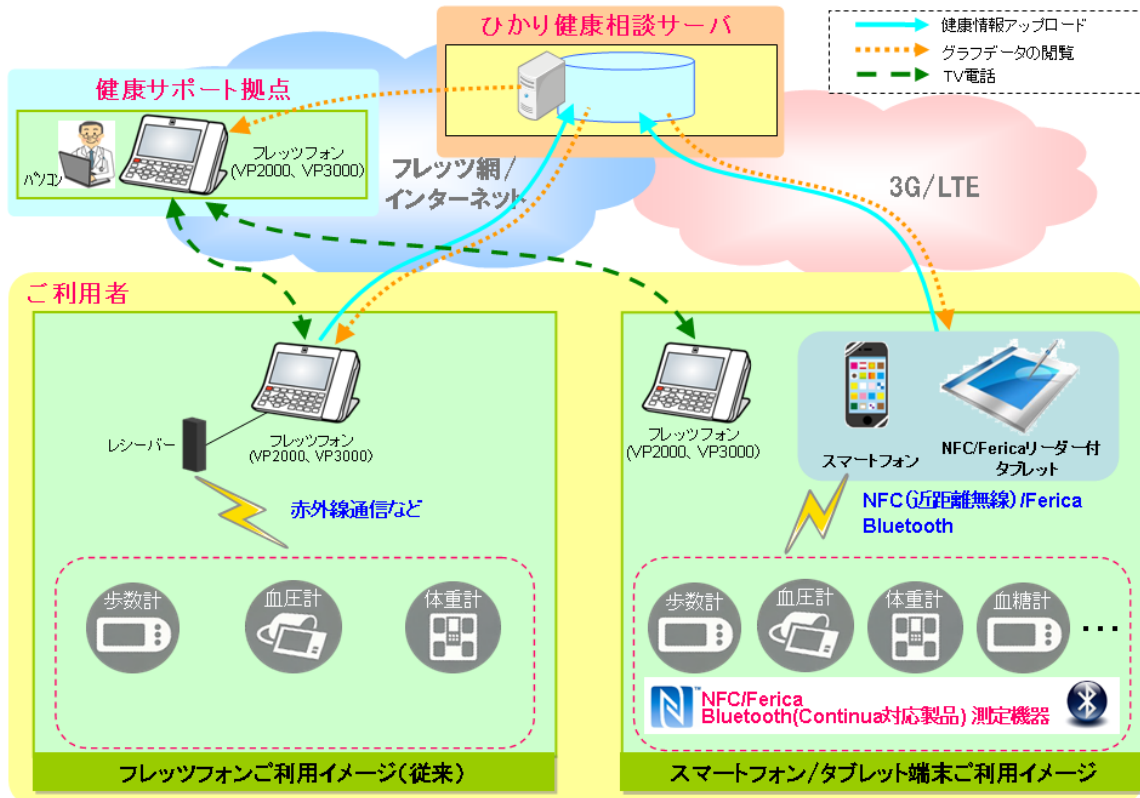 ひかり健康相談サーバ
健康情報アップロード
グラフデータの閲覧
TV電話
健康サポート拠点
パソコン
フレッツフォン
(VP2000、VP3000)
フレッツ網/
インターネット
3G/LTE
ご利用者
レシーバー
フレッツフォン
(VP2000、VP3000)
赤外線通信など
歩数計
血圧計
体重計
フレッツフォンご利用イメージ(従来)
フレッツフォン
(VP2000、VP3000)
スマートフォン
NFC/Fericaリーダー付
タブレット
NFC(近距離無線)/Ferica
Bluetooth
歩数計
血圧計
体重計
血糖計
・・・
NFC/Ferica
Bluetooth(Continua対応製品) 測定機器
スマートフォン/タブレット端末ご利用イメージ